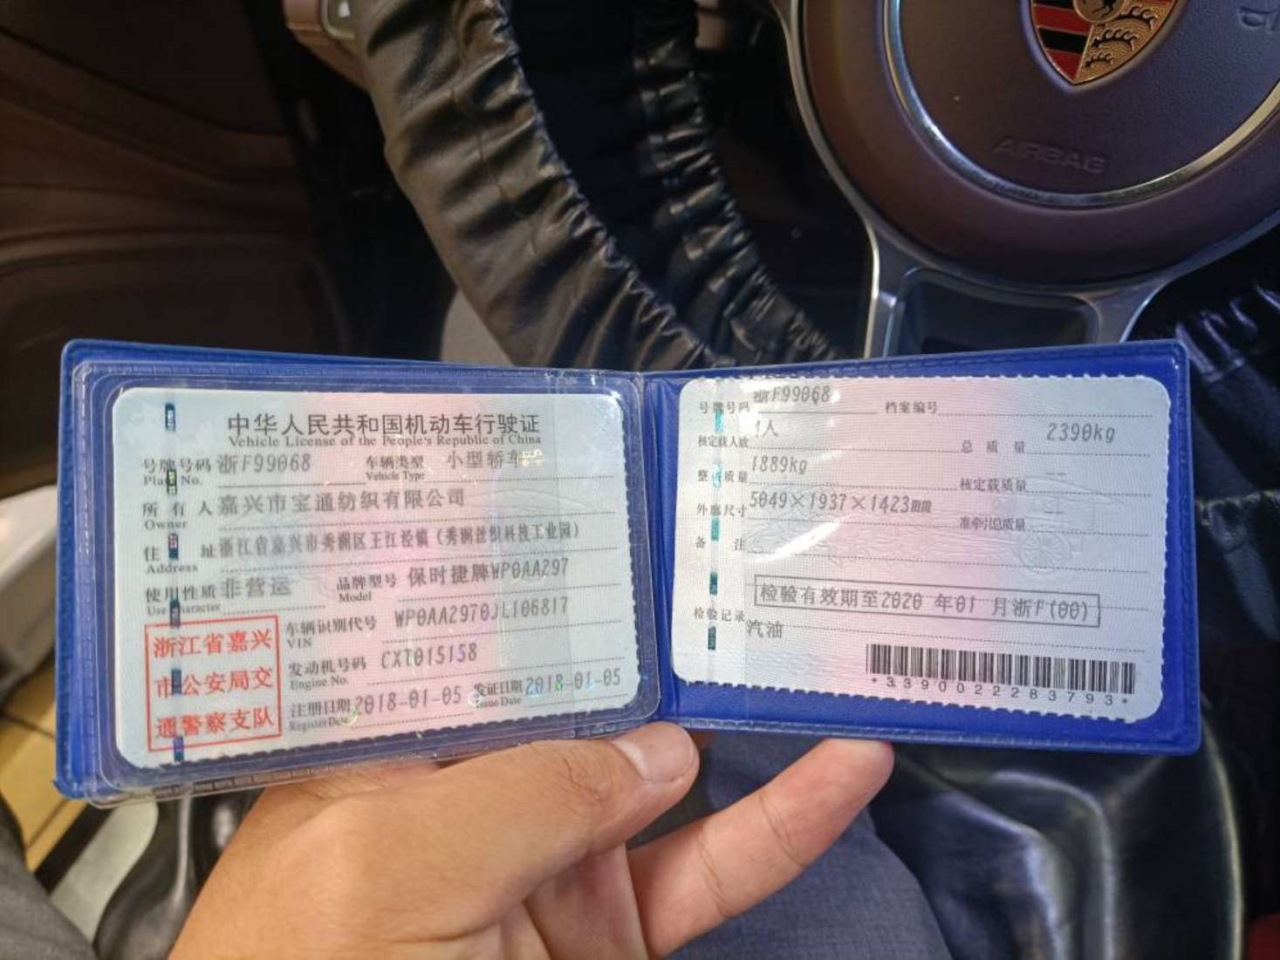 AIRBAG
中华人民共和国机动车行驶证
Vehicle License of the People's Republic of China
号牌号码 浙F99068 车辆类型 小型轿车
Plate No. Vehicle Type
所有人 嘉兴市宝通纺织有限公司
Owner
住址 浙江省嘉兴市秀洲区王江泾镇（秀洲纺织科技工业园）
Address
使用性质 非营运 品牌型号 保时捷牌WP0AA297
Use Character Model
浙江省嘉兴
市公安局交
通警察支队
车辆识别代号 WP0AA2970JL106817
VIN
发动机号码 CXT015158
Engine No.
注册日期 2018-01-05 发证日期 2018-01-05
Register Date Issue Date
号牌号码 浙F99068 档案编号
核定载人数 人 总质量 2390kg
整备质量 1889kg 核定载质量 --
外廓尺寸 5049×1937×1423mm 准牵引总质量 --
备注
检验有效期至2020年01月浙F(00)
检验记录
汽油
*3390022283793*